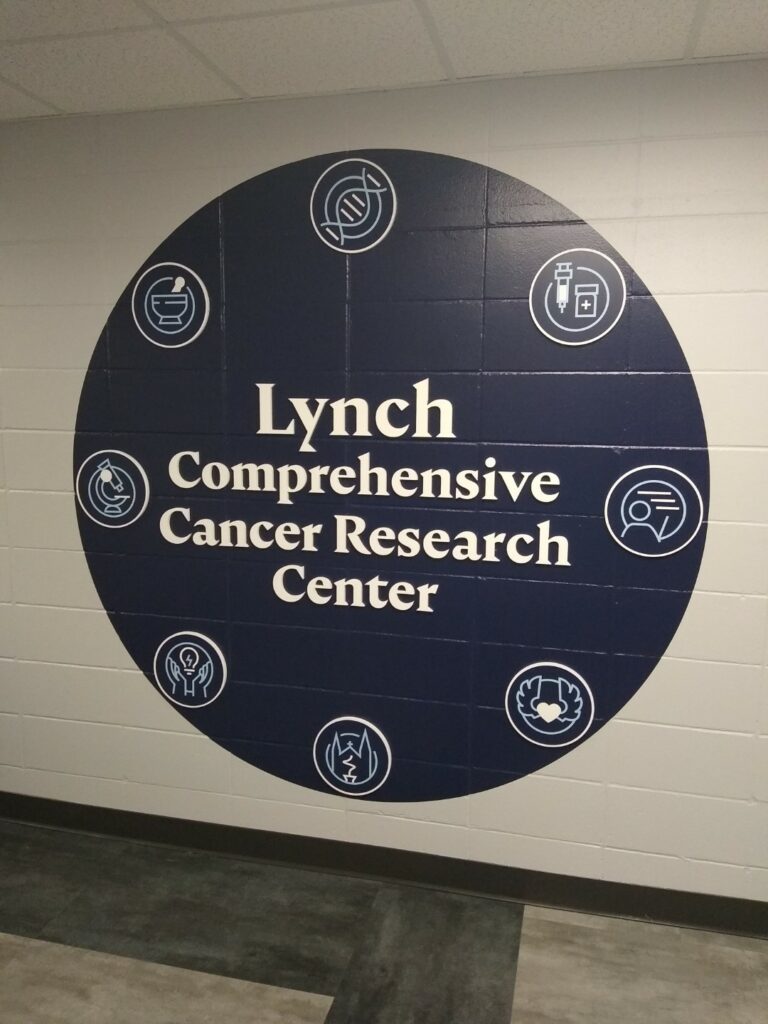 Lynch
Comprehensive
Cancer Research
Center